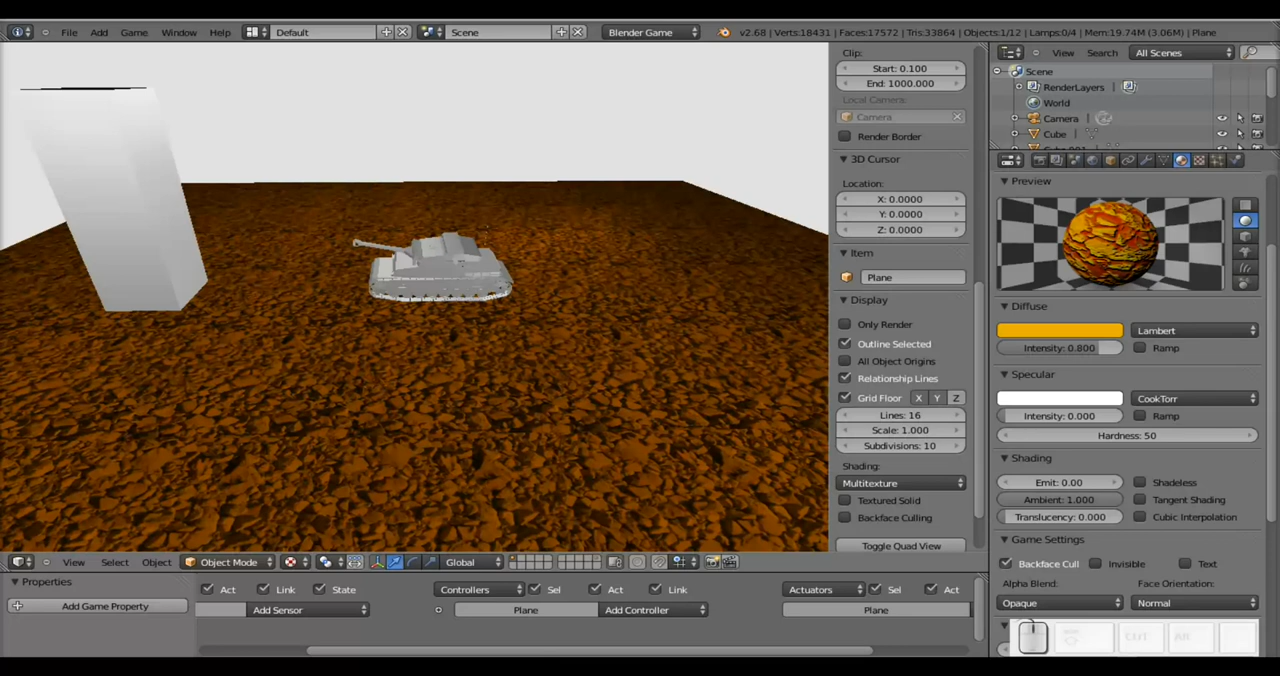 File Add Game Window Help Default Scene Blender Game v2.68 | Verts:18431 | Faces:17572 | Tris:33864 | Objects:1/12 | Lamps:0/4 | Mem:19.74M (3.06M) | Plane
Clip:
Start: 0.100
End: 1000.000
Local Camera:
Camera
Render Border
3D Cursor
Location:
X: 0.0000
Y: 0.0000
Z: 0.0000
Item
Plane
Display
Only Render
Outline Selected
All Object Origins
Relationship Lines
Grid Floor X Y Z
Lines: 16
Scale: 1.000
Subdivisions: 10
Shading:
Multitexture
Textured Solid
Backface Culling
Toggle Quad View
View Search All Scenes
Scene
RenderLayers
World
Camera
Cube
Preview
Diffuse
Lambert
Intensity: 0.800 Ramp
Specular
CookTorr
Intensity: 0.000 Ramp
Hardness: 50
Shading
Emit: 0.00 Shadeless
Ambient: 1.000 Tangent Shading
Translucency: 0.000 Cubic Interpolation
Game Settings
Backface Cull Invisible Text
Alpha Blend: Face Orientation:
Opaque Normal
View Select Object Object Mode Global
Properties
Add Game Property
Act Link State Controllers Sel Act Link Actuators Sel Act
Add Sensor Plane Add Controller Plane